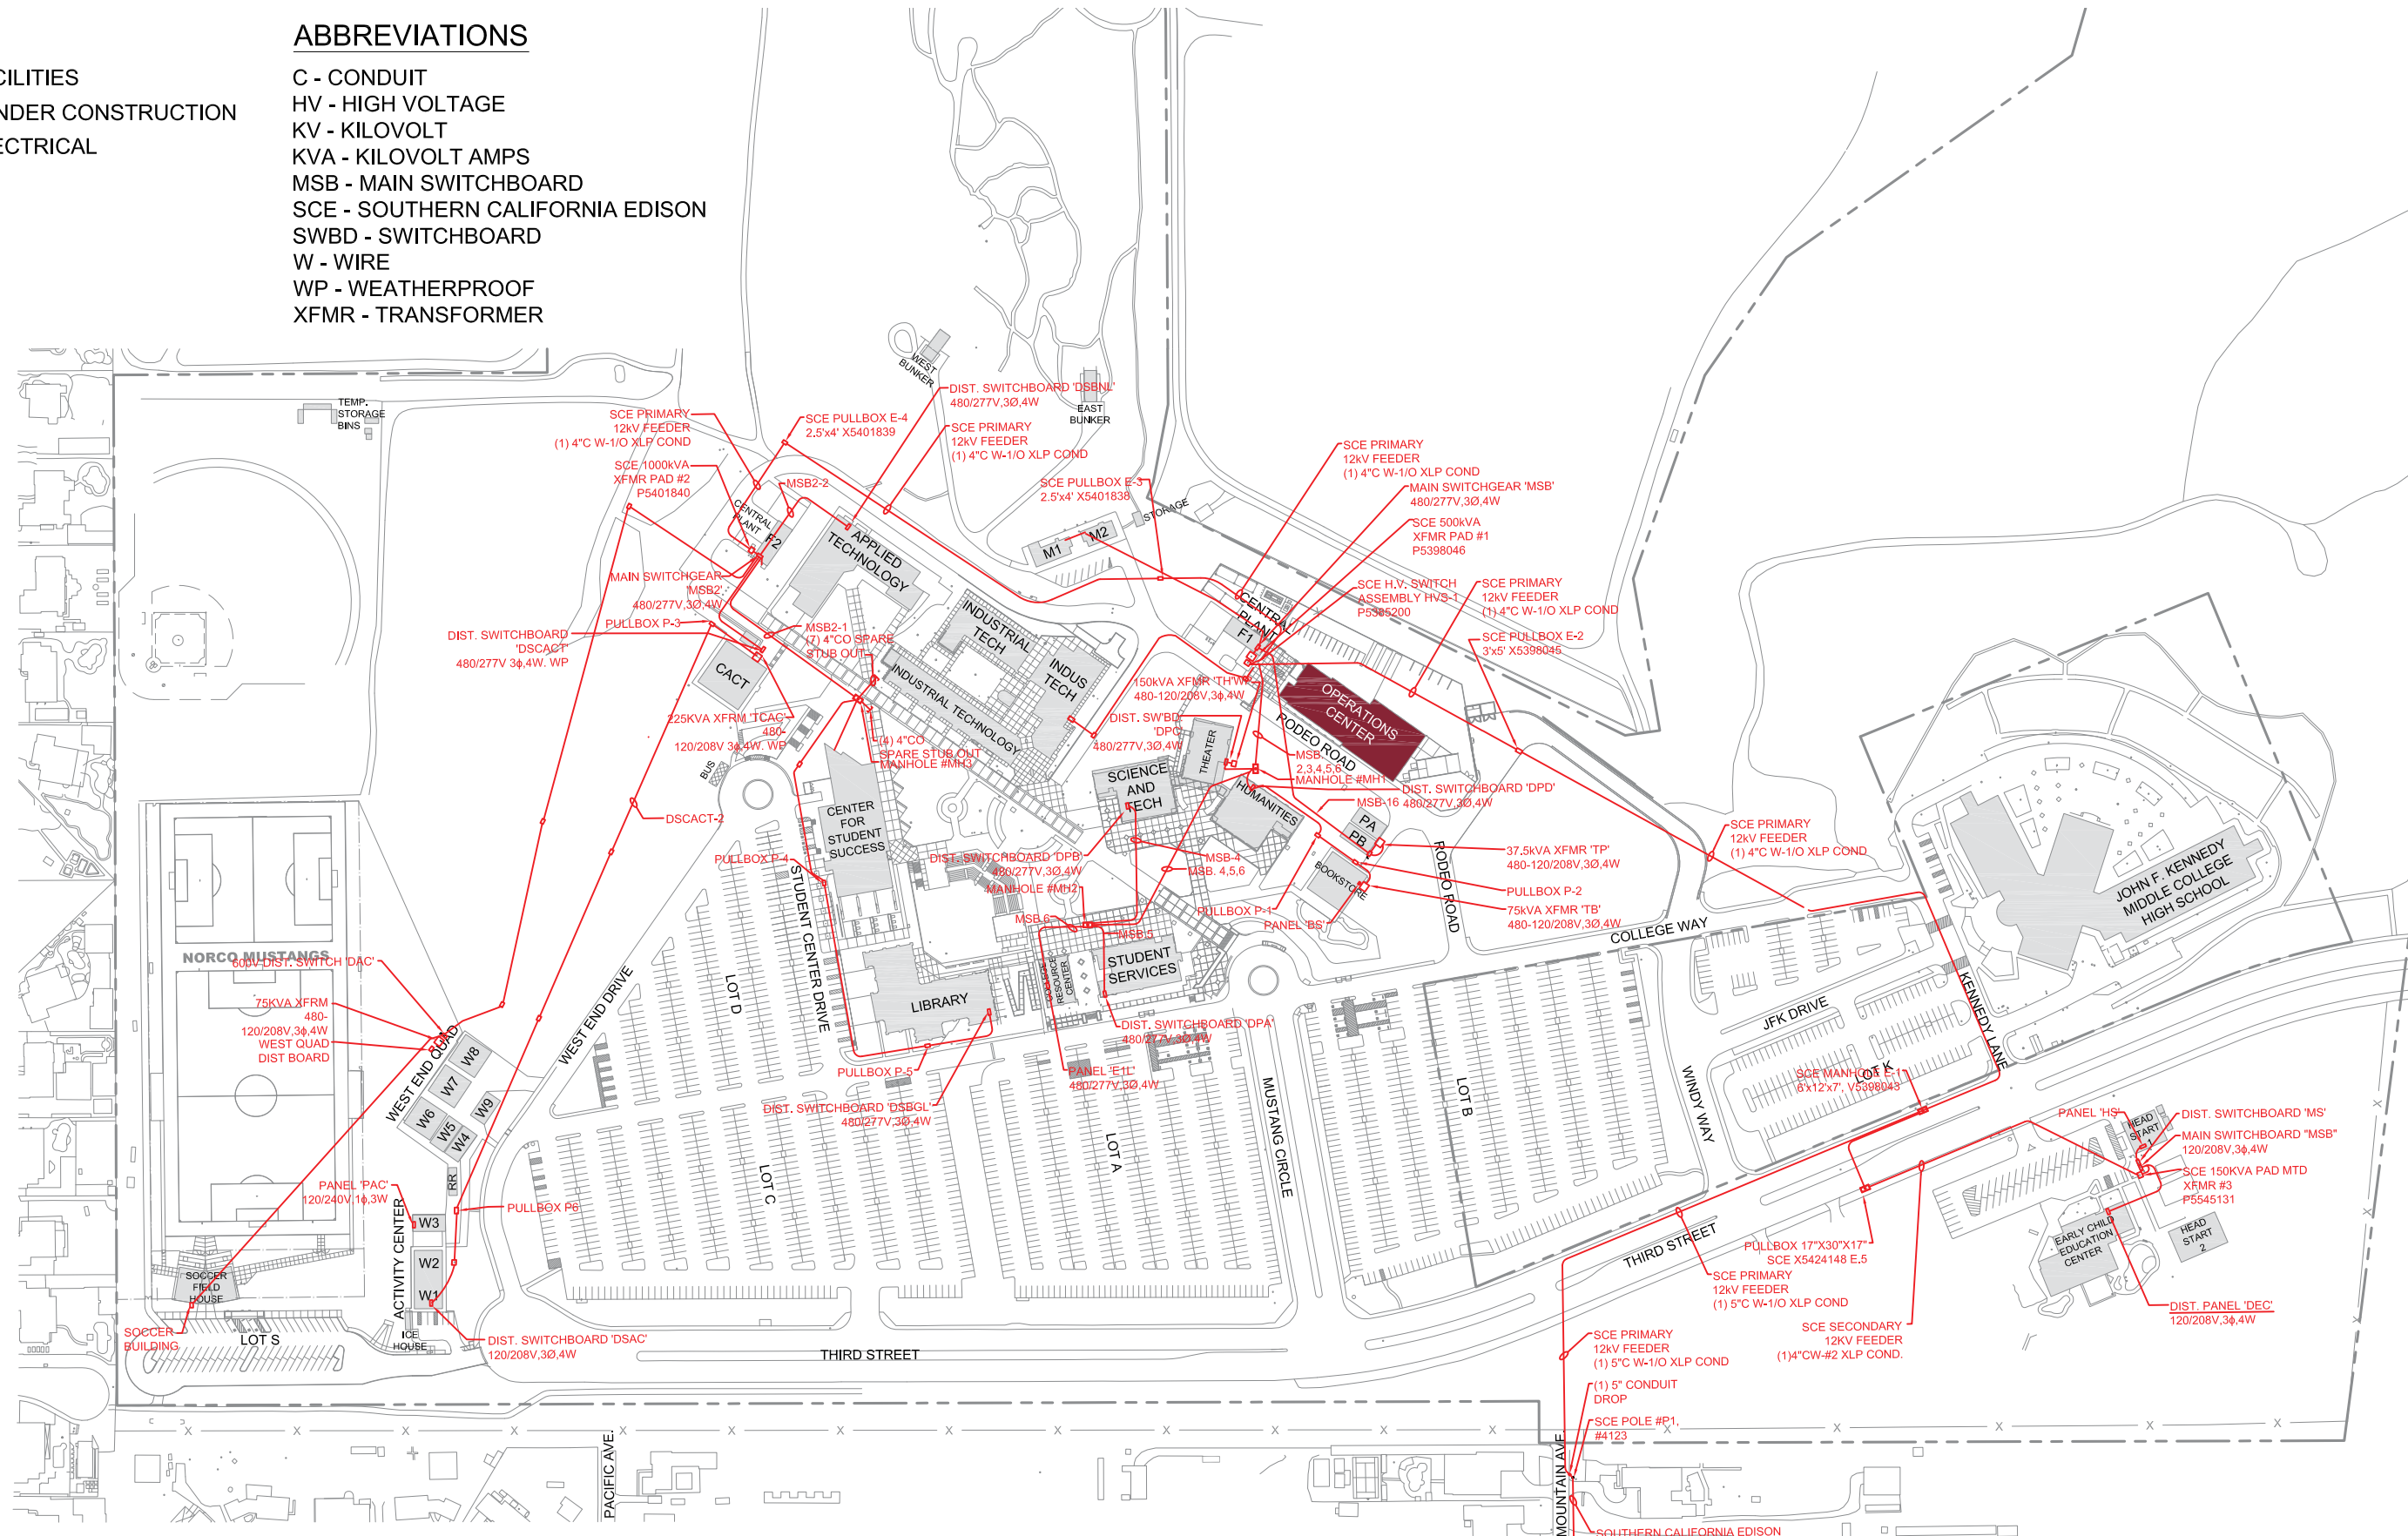 ABBREVIATIONS
CILITIES
NDER CONSTRUCTION
ECTRICAL
C - CONDUIT
HV - HIGH VOLTAGE
KV - KILOVOLT
KVA - KILOVOLT AMPS
MSB - MAIN SWITCHBOARD
SCE - SOUTHERN CALIFORNIA EDISON
SWBD - SWITCHBOARD
W - WIRE
WP - WEATHERPROOF
XFMR - TRANSFORMER
TEMP.
STORAGE
BINS
WEST
BUNKER
EAST
BUNKER
SCE PRIMARY
12kV FEEDER
(1) 4"C W-1/O XLP COND
SCE PULLBOX E-4
2.5'x4' X5401839
DIST. SWITCHBOARD 'DSBNL'
480/277V,3Ø,4W
SCE PRIMARY
12kV FEEDER
(1) 4"C W-1/O XLP COND
SCE 1000kVA
XFMR PAD #2
P5401840
MSB2-2
CENTRAL
PLANT
F2
APPLIED
TECHNOLOGY
SCE PULLBOX E-3
2.5'x4' X5401838
STORAGE
M1
M2
SCE PRIMARY
12kV FEEDER
(1) 4"C W-1/O XLP COND
MAIN SWITCHGEAR 'MSB'
480/277V,3Ø,4W
SCE 500kVA
XFMR PAD #1
P5398046
SCE H.V. SWITCH
ASSEMBLY HVS-1
P5385200
SCE PRIMARY
12kV FEEDER
(1) 4"C W-1/O XLP COND
SCE PULLBOX E-2
3'x5' X5398045
MAIN SWITCHGEAR
'MSB2'
480/277V,3Ø,4W
PULLBOX P-3
DIST. SWITCHBOARD
'DSCACT'
480/277V 3ϕ,4W. WP
MSB2-1
(7) 4"CO SPARE
STUB OUT
CACT
225KVA XFRM 'TCAC'
480-
120/208V 3ϕ,4W. WP
(4) 4"CO
SPARE STUB OUT
MANHOLE #MH3
INDUSTRIAL
TECH
INDUS
TECH
INDUSTRIAL TECHNOLOGY
CENTRAL
PLANT
F1
OPERATIONS
CENTER
RODEO ROAD
150kVA XFMR 'TH'W
480-120/208V,3ϕ,4W
DIST. SW'BD
'DPC'
480/277V,3Ø,4W
THEATER
MSB
2,3,4,5,6
MANHOLE #MH1
DIST. SWITCHBOARD 'DPD'
480/277V,3Ø,4W
MSB-16
HUMANITIES
PA
PB
BOOKSTORE
37.5kVA XFMR 'TP'
480-120/208V,3Ø,4W
PULLBOX P-2
75kVA XFMR 'TB'
480-120/208V,3Ø,4W
PULLBOX P-1
PANEL 'BS'
RODEO ROAD
SCE PRIMARY
12kV FEEDER
(1) 4"C W-1/O XLP COND
JOHN F. KENNEDY
MIDDLE COLLEGE
HIGH SCHOOL
BUS
DSCACT-2
CENTER
FOR
STUDENT
SUCCESS
SCIENCE
AND
TECH
DIST. SWITCHBOARD 'DPB'
480/277V,3Ø,4W
MSB-4
MSB. 4,5,6
MANHOLE #MH2
MSB.6
MSB.5
PULLBOX P-4
STUDENT CENTER DRIVE
LIBRARY
RESOURCE
CENTER
STUDENT
SERVICES
DIST. SWITCHBOARD 'DPA'
480/277V,3Ø,4W
PANEL 'E1L'
480/277V,3Ø,4W
PULLBOX P-5
DIST. SWITCHBOARD 'DSBGL'
480/277V,3Ø,4W
COLLEGE WAY
JFK DRIVE
KENNEDY LANE
WINDY WAY
MUSTANG CIRCLE
LOT D
LOT C
LOT A
LOT B
LOT K
NORCO MUSTANGS
600V DIST. SWITCH 'DAC'
75KVA XFRM
480-
120/208V,3ϕ,4W
WEST QUAD
DIST BOARD
WEST END QUAD
WEST END DRIVE
W8
W7
W6
W5
W4
W9
RR
PANEL 'PAC'
120/240V,1ϕ,3W
PULLBOX P6
W3
W2
W1
ACTIVITY CENTER
SOCCER
FIELD
HOUSE
SOCCER
BUILDING
LOT S
ICE
HOUSE
DIST. SWITCHBOARD 'DSAC'
120/208V,3Ø,4W
THIRD STREET
THIRD STREET
SCE MANHOLE E-1
6'x12'x7', V5398043
PANEL 'HS'
HEAD
START
1
DIST. SWITCHBOARD 'MS'
MAIN SWITCHBOARD "MSB"
120/208V,3ϕ,4W
SCE 150KVA PAD MTD
XFMR #3
P5545131
HEAD
START
2
EARLY CHILD
EDUCATION
CENTER
DIST. PANEL 'DEC'
120/208V,3ϕ,4W
PULLBOX 17"X30"X17"
SCE X5424148 E.5
SCE PRIMARY
12kV FEEDER
(1) 5"C W-1/O XLP COND
SCE SECONDARY
12KV FEEDER
(1)4"CW-#2 XLP COND.
SCE PRIMARY
12kV FEEDER
(1) 5"C W-1/O XLP COND
(1) 5" CONDUIT
DROP
SCE POLE #P1,
#4123
PACIFIC AVE.
MOUNTAIN AVE.
SOUTHERN CALIFORNIA EDISON